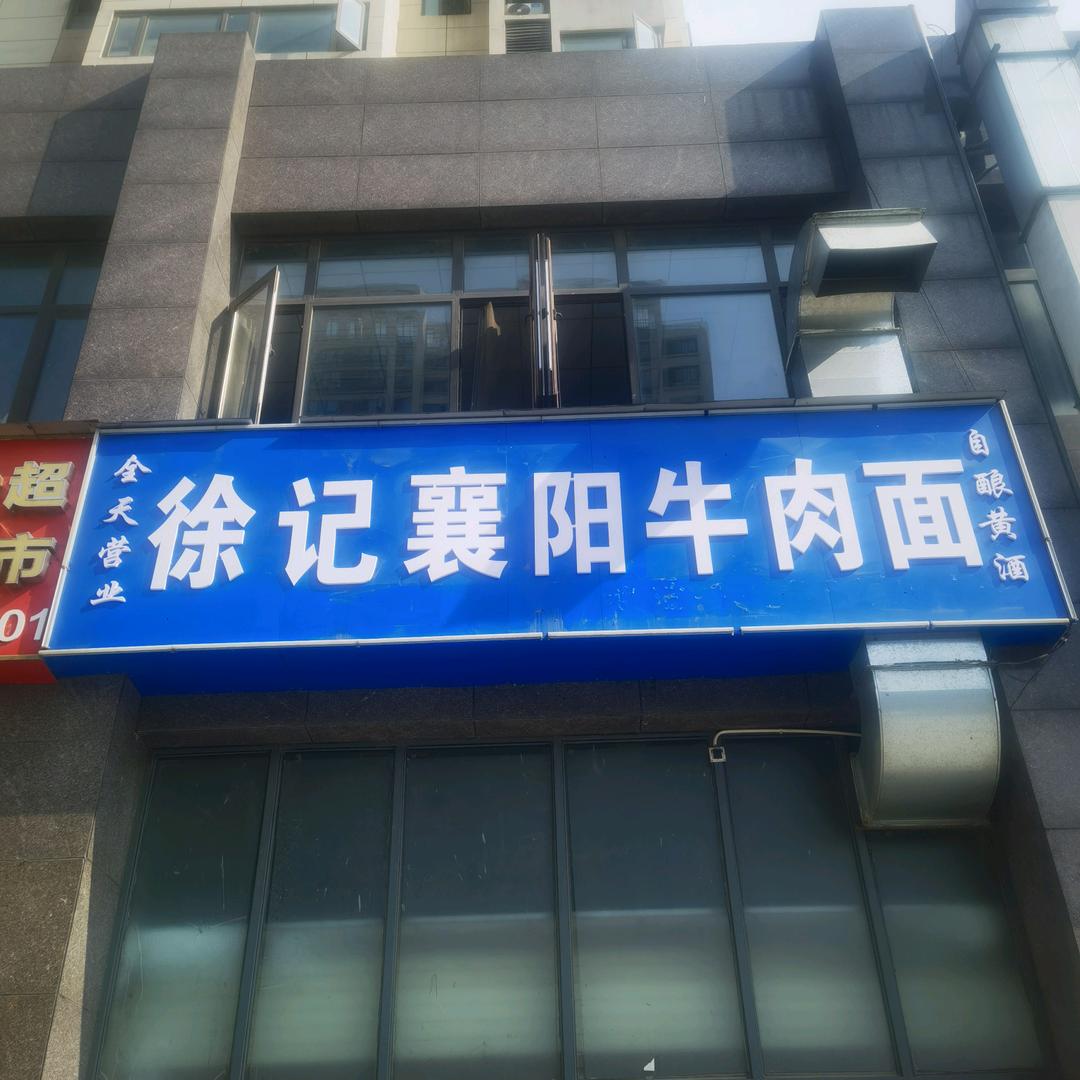 全天营业
徐记襄阳牛肉面
自酿黄酒
超
市
01